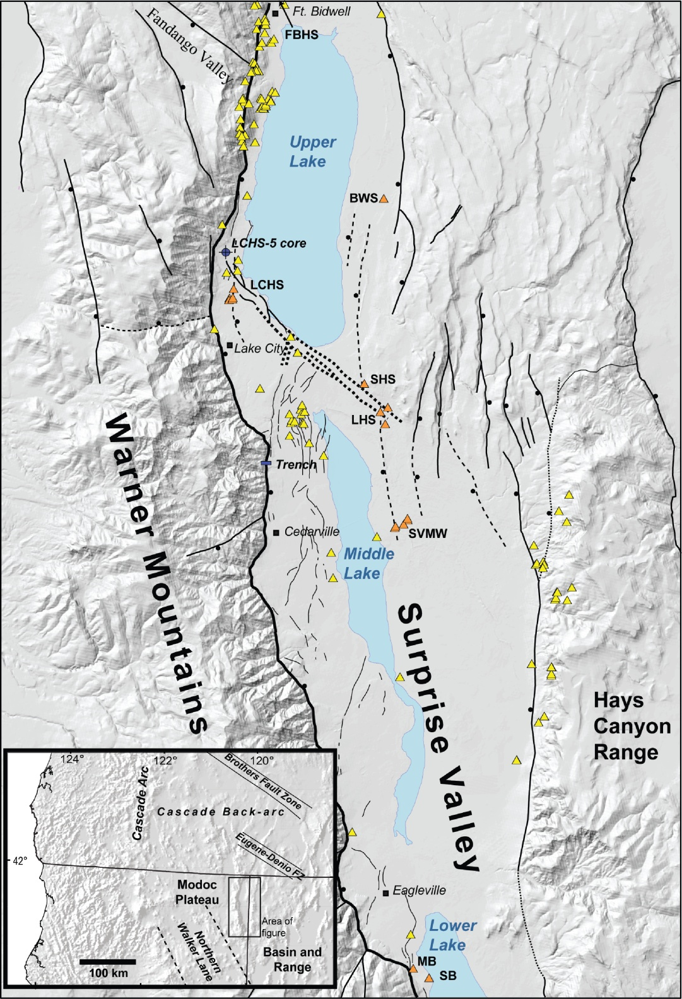 Ft. Bidwell
FBHS
Fandango Valley
Upper
Lake
BWS
LCHS-5 core
LCHS
Lake City
SHS
LHS
Warner Mountains
Trench
Cedarville
SVMW
Middle
Lake
Surprise Valley
Hays
Canyon
Range
124°
122°
120°
Brothers Fault Zone
Cascade Arc
Cascade Back-arc
Eugene-Denio FZ
42°
Modoc
Plateau
Area of
figure
Northern
Walker Lane
Basin and
Range
100 km
Eagleville
Lower
Lake
MB
SB